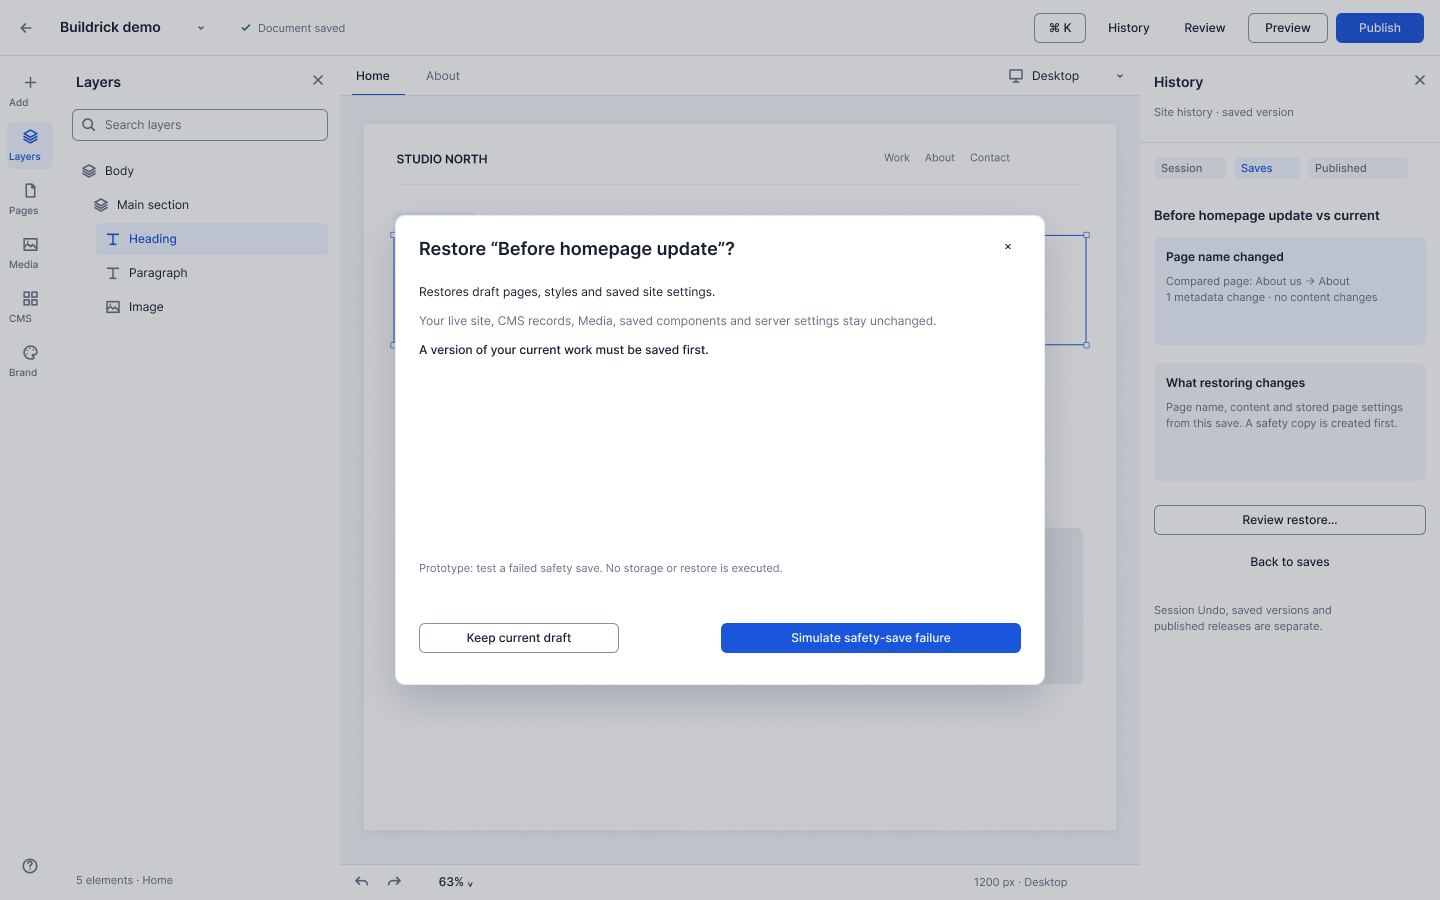 Buildrick demo
Document saved
⌘ K
History
Review
Preview
Publish
Add
Layers
Pages
Media
CMS
Brand
Layers
Search layers
Body
Main section
Heading
Paragraph
Image
5 elements · Home
Home
About
Desktop
STUDIO NORTH
Work
About
Contact
Restore “Before homepage update”?
×
Restores draft pages, styles and saved site settings.
Your live site, CMS records, Media, saved components and server settings stay unchanged.
A version of your current work must be saved first.
Prototype: test a failed safety save. No storage or restore is executed.
Keep current draft
Simulate safety-save failure
63%
1200 px · Desktop
History
Site history · saved version
Session
Saves
Published
Before homepage update vs current
Page name changed
Compared page: About us → About
1 metadata change · no content changes
What restoring changes
Page name, content and stored page settings
from this save. A safety copy is created first.
Review restore...
Back to saves
Session Undo, saved versions and
published releases are separate.